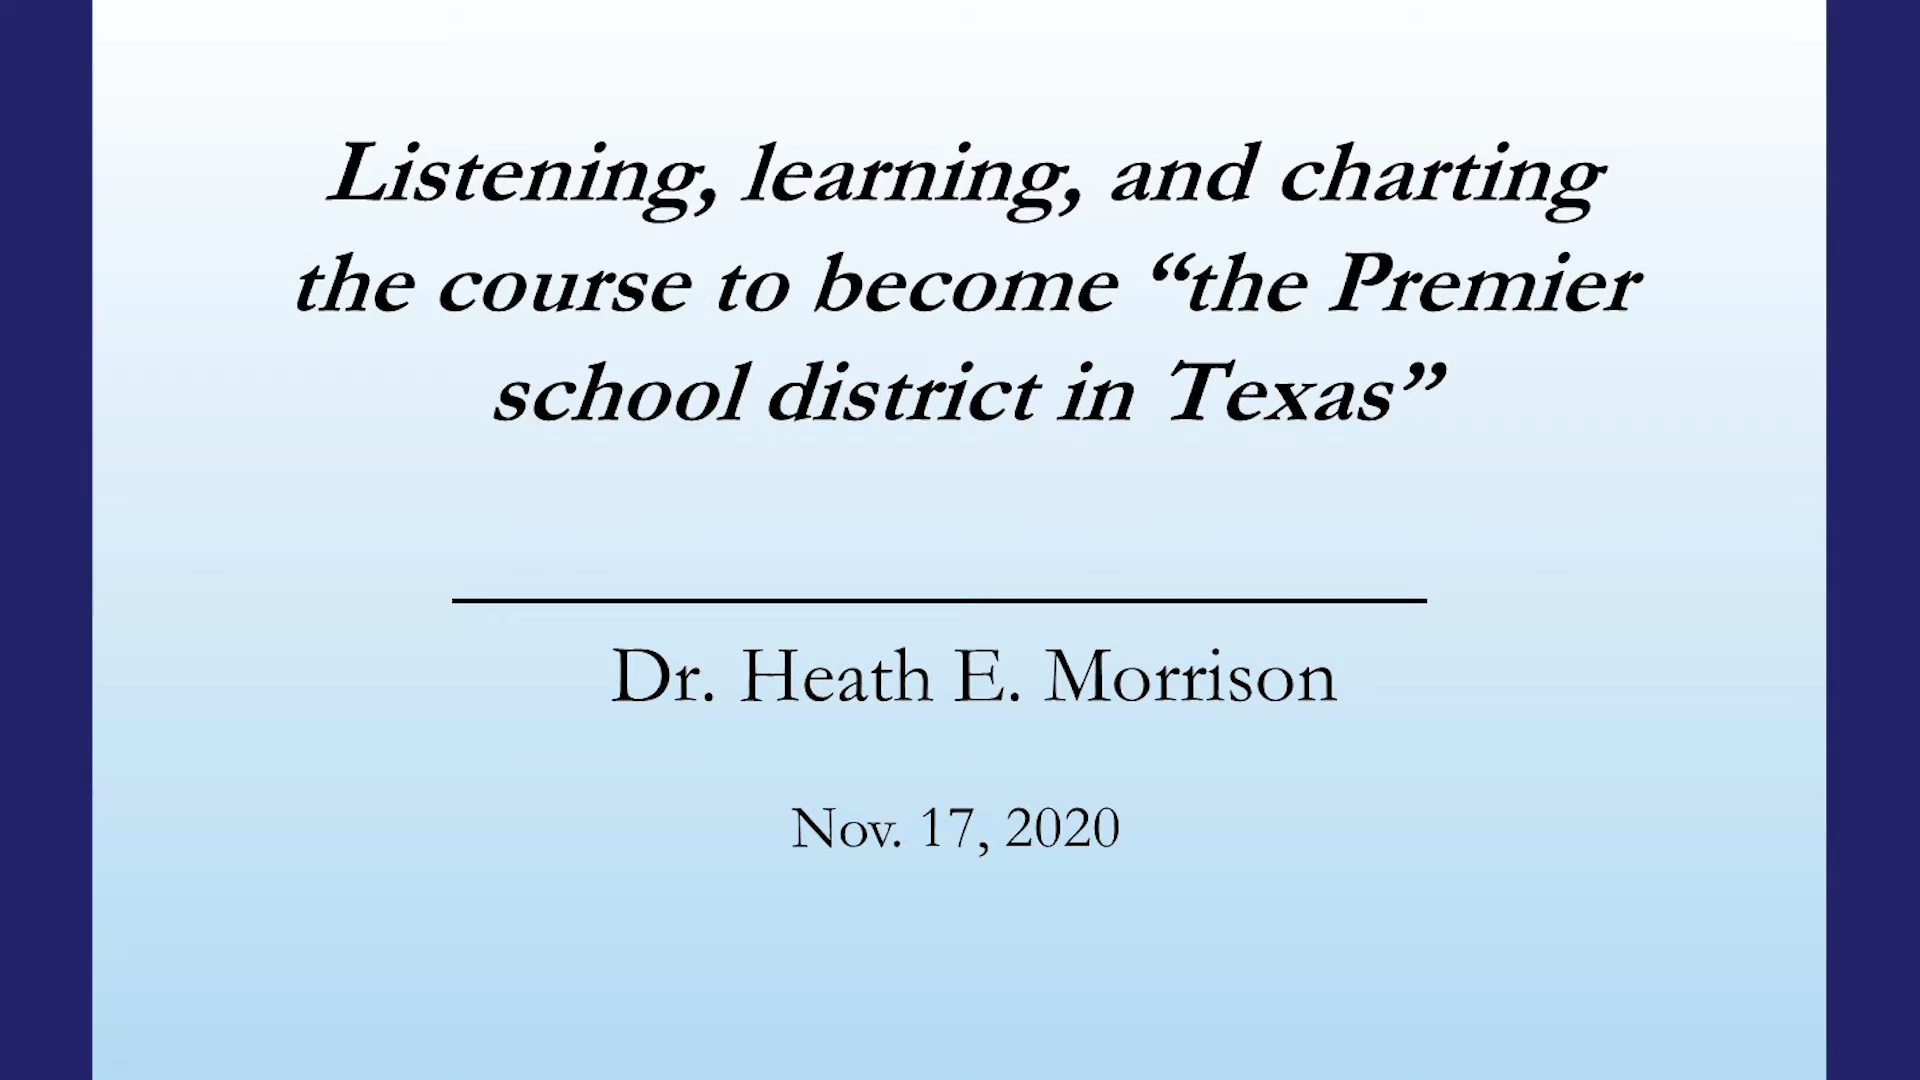 Listening, learning, and charting
the course to become “the Premier
school district in Texas”
Dr. Heath E. Morrison
Nov. 17, 2020